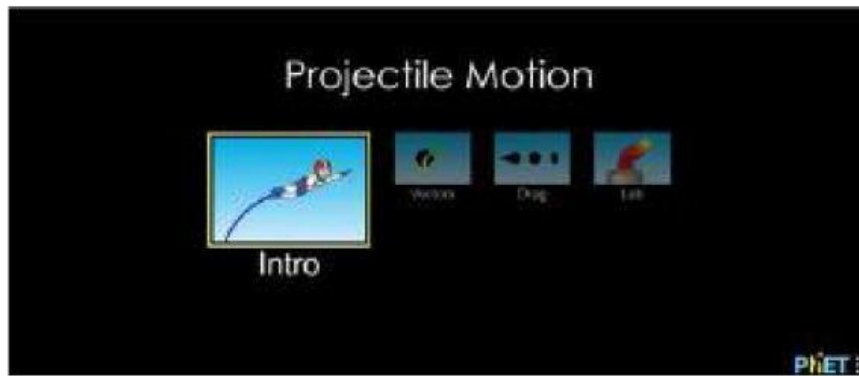 Projectile Motion
Intro
Vectors
Drag
Lab
PhET